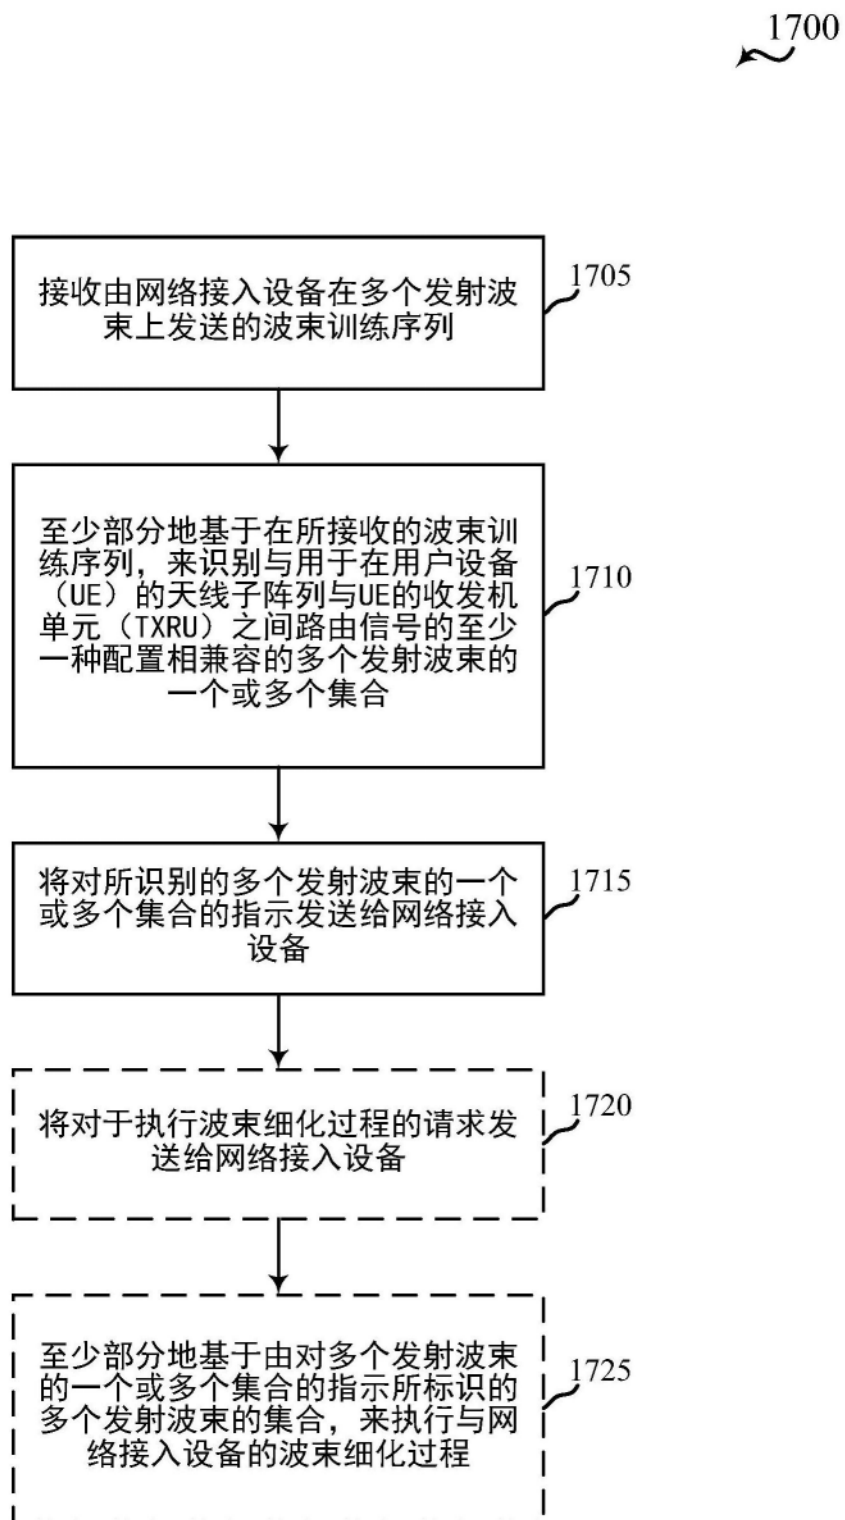 1700
接收由网络接入设备在多个发射波
束上发送的波束训练序列
1705
至少部分地基于在所接收的波束训
练序列，来识别与用于在用户设备
（UE）的天线子阵列与UE的收发机
单元（TXRU）之间路由信号的至少
一种配置相兼容的多个发射波束的
一个或多个集合
1710
将对所识别的多个发射波束的一个
或多个集合的指示发送给网络接入
设备
1715
将对于执行波束细化过程的请求发
送给网络接入设备
1720
至少部分地基于由对多个发射波束
的一个或多个集合的指示所标识的
多个发射波束的集合，来执行与网
络接入设备的波束细化过程
1725